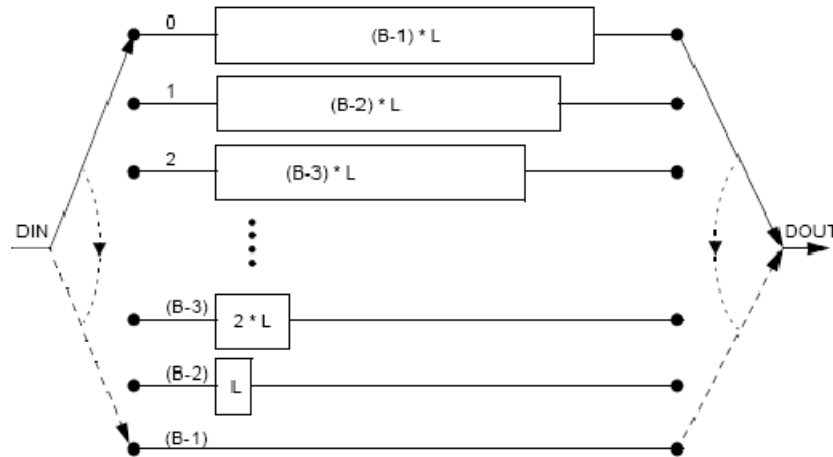 0
(B-1) * L
1
(B-2) * L
2
(B-3) * L
DIN
DOUT
(B-3)
2 * L
(B-2)
L
(B-1)